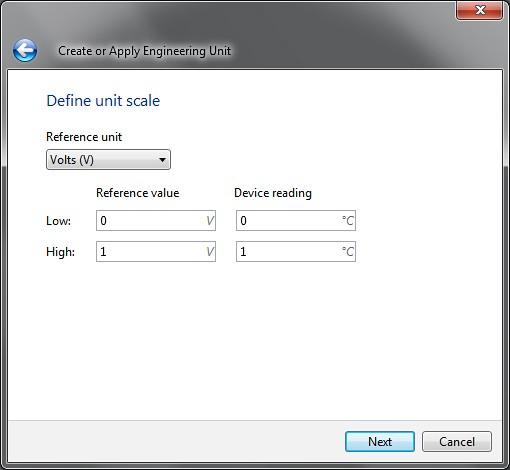 Create or Apply Engineering Unit
Define unit scale
Reference unit
Volts (V)
Reference value Device reading
Low: 0 V 0 °C
High: 1 V 1 °C
Next Cancel